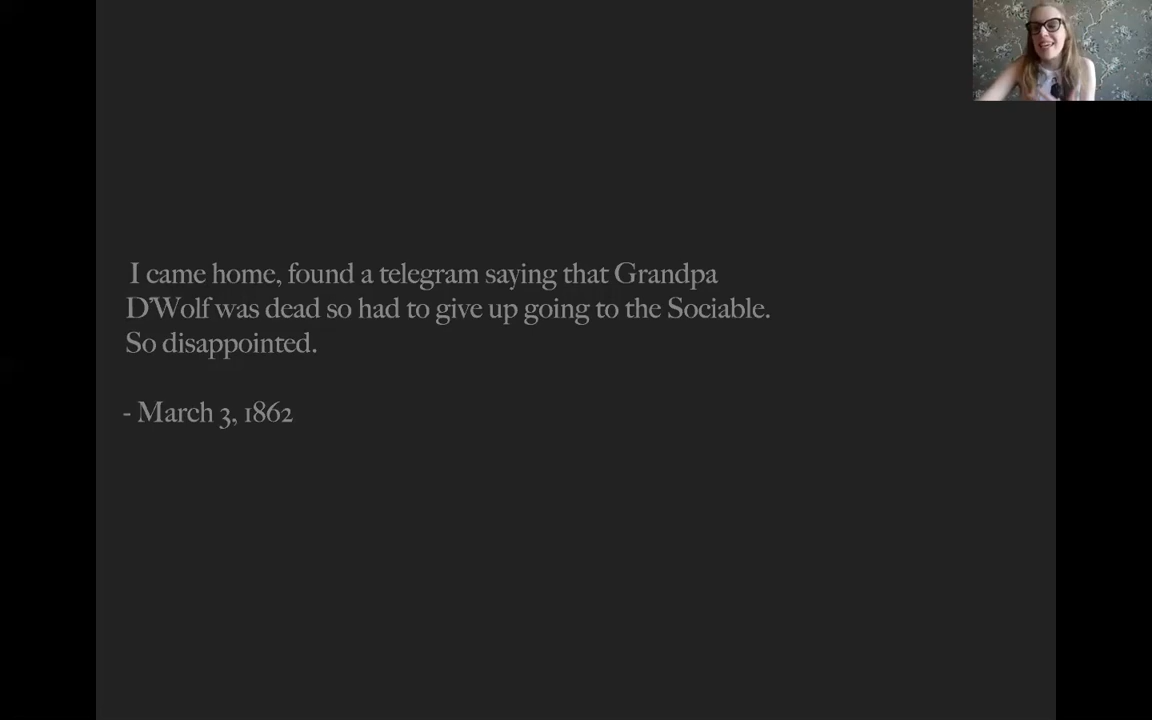 I came home, found a telegram saying that Grandpa
D'Wolf was dead so had to give up going to the Sociable.
So disappointed.
- March 3, 1862